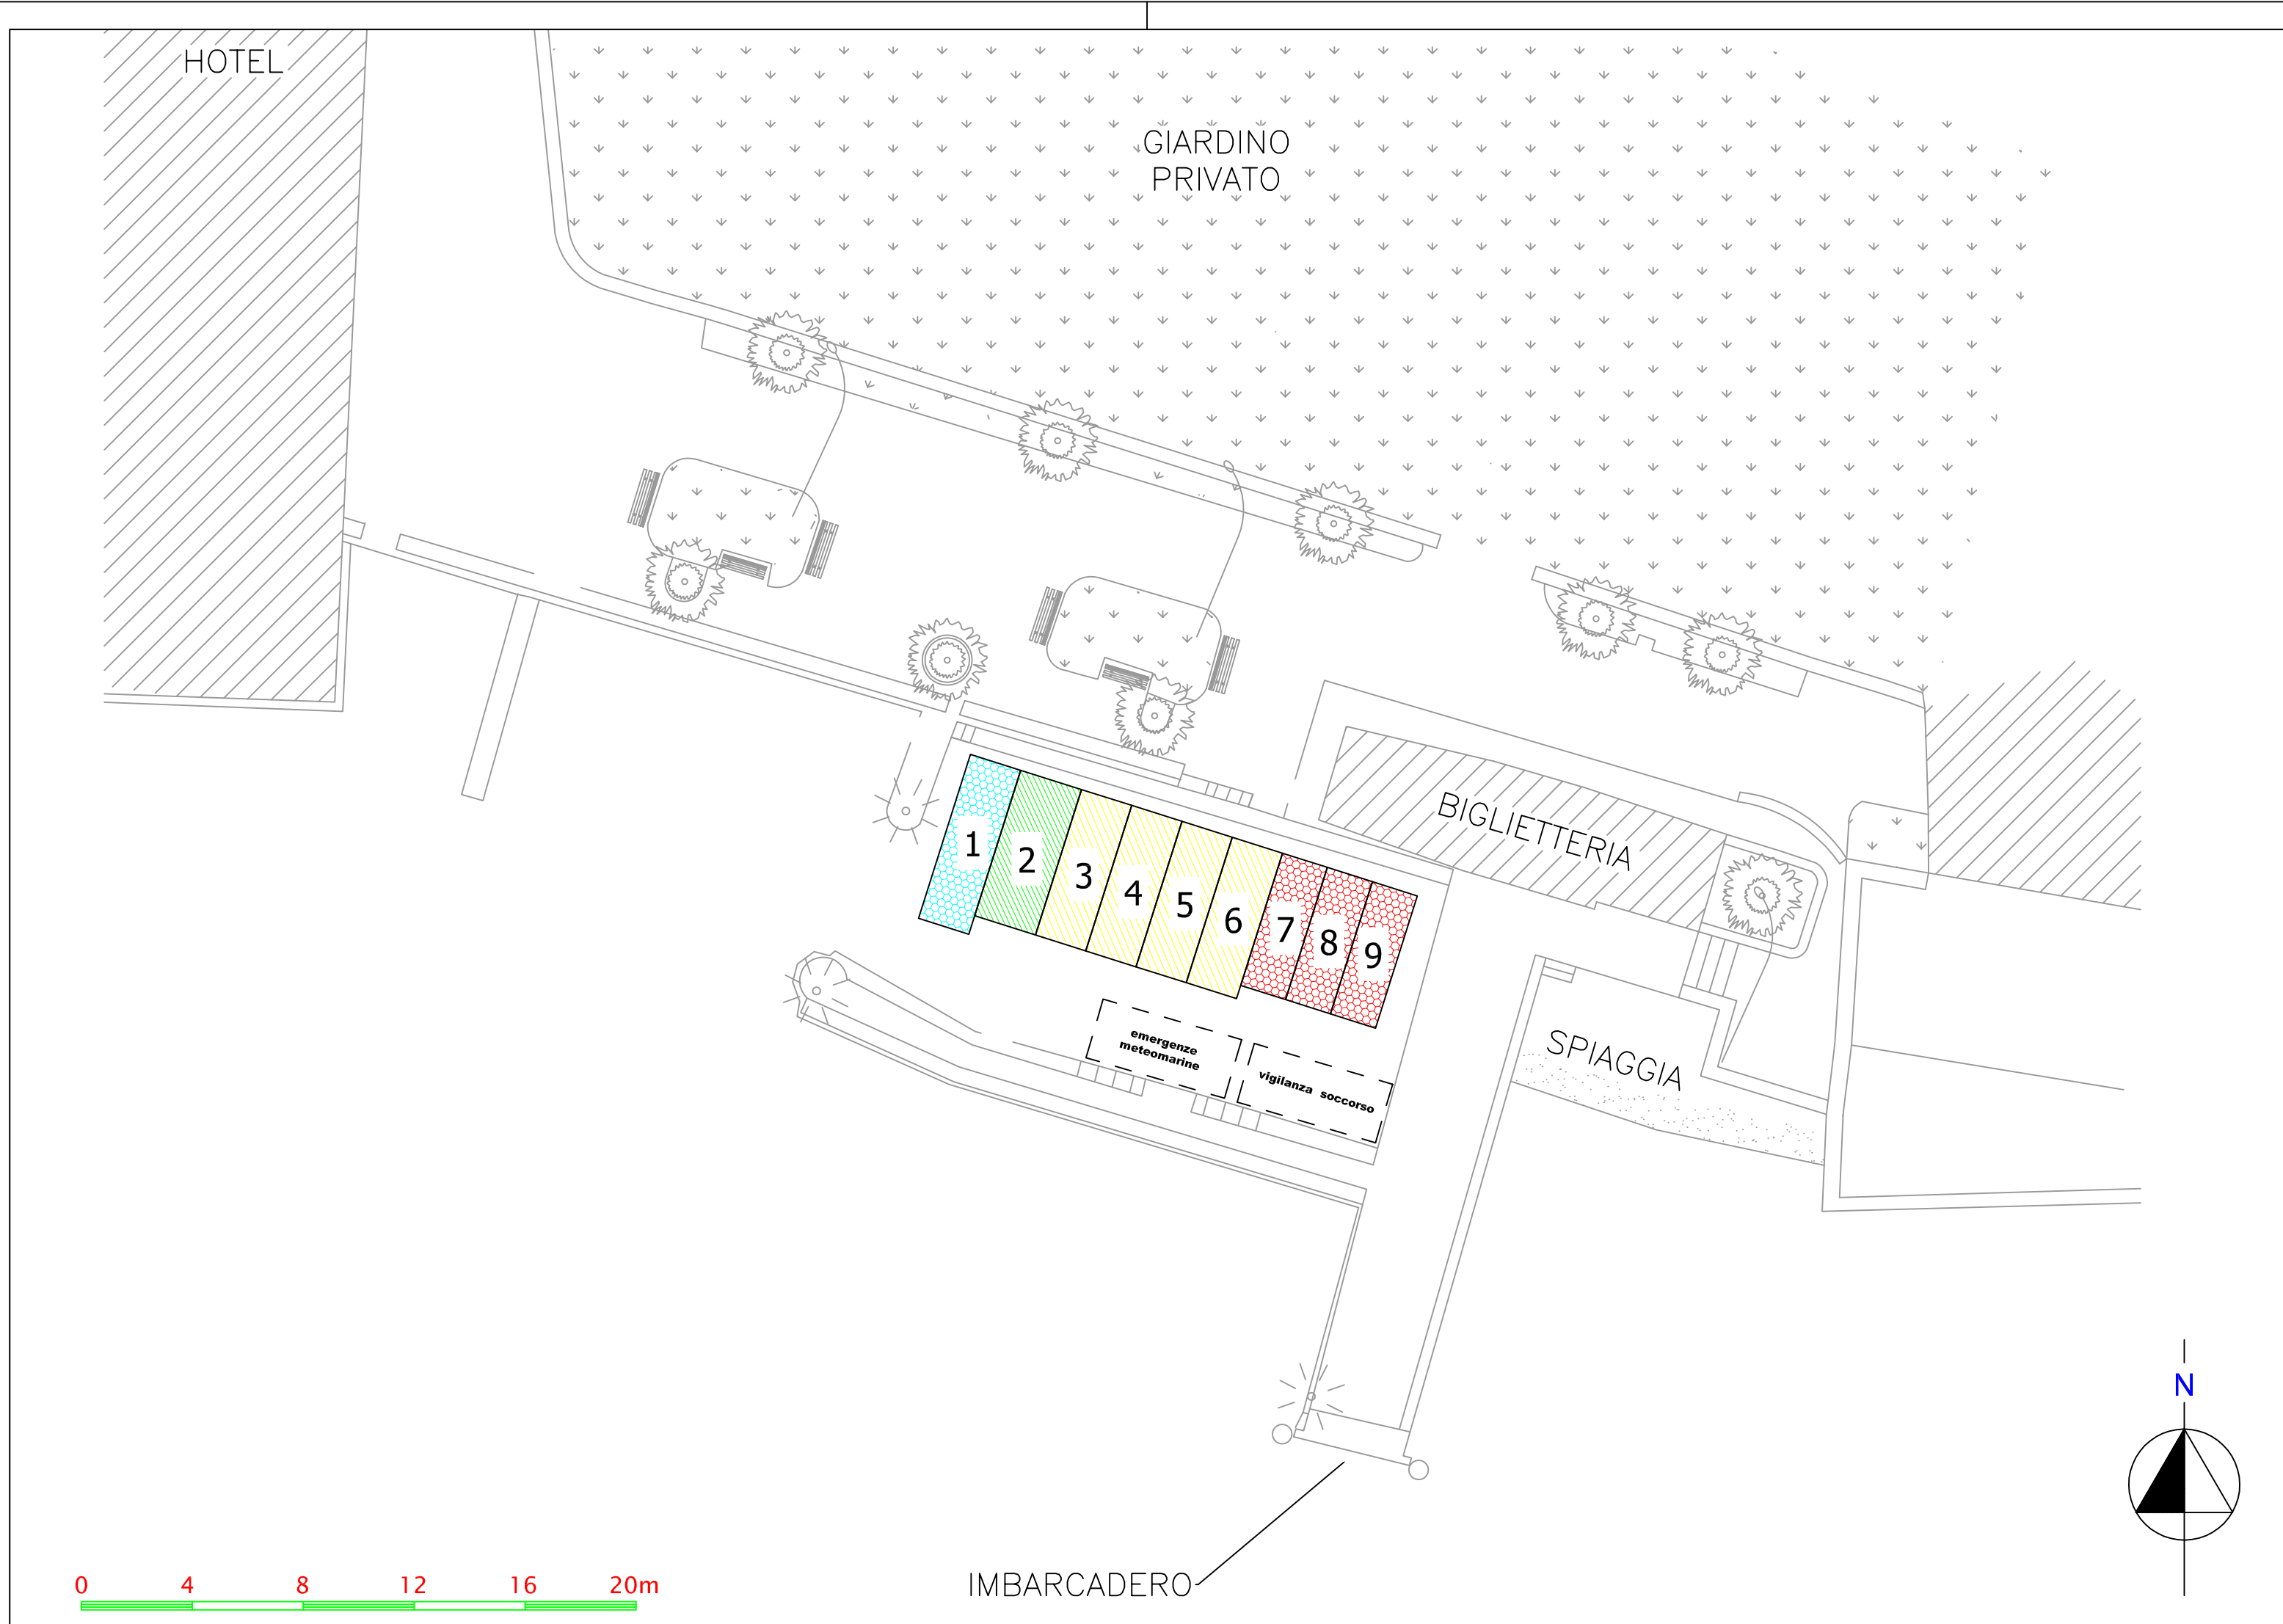 HOTEL
GIARDINO
PRIVATO
BIGLIETTERIA
1
2
3
4
5
6
7
8
9
emergenze
meteomarine
vigilanza soccorso
SPIAGGIA
N
IMBARCADERO
0 4 8 12 16 20m